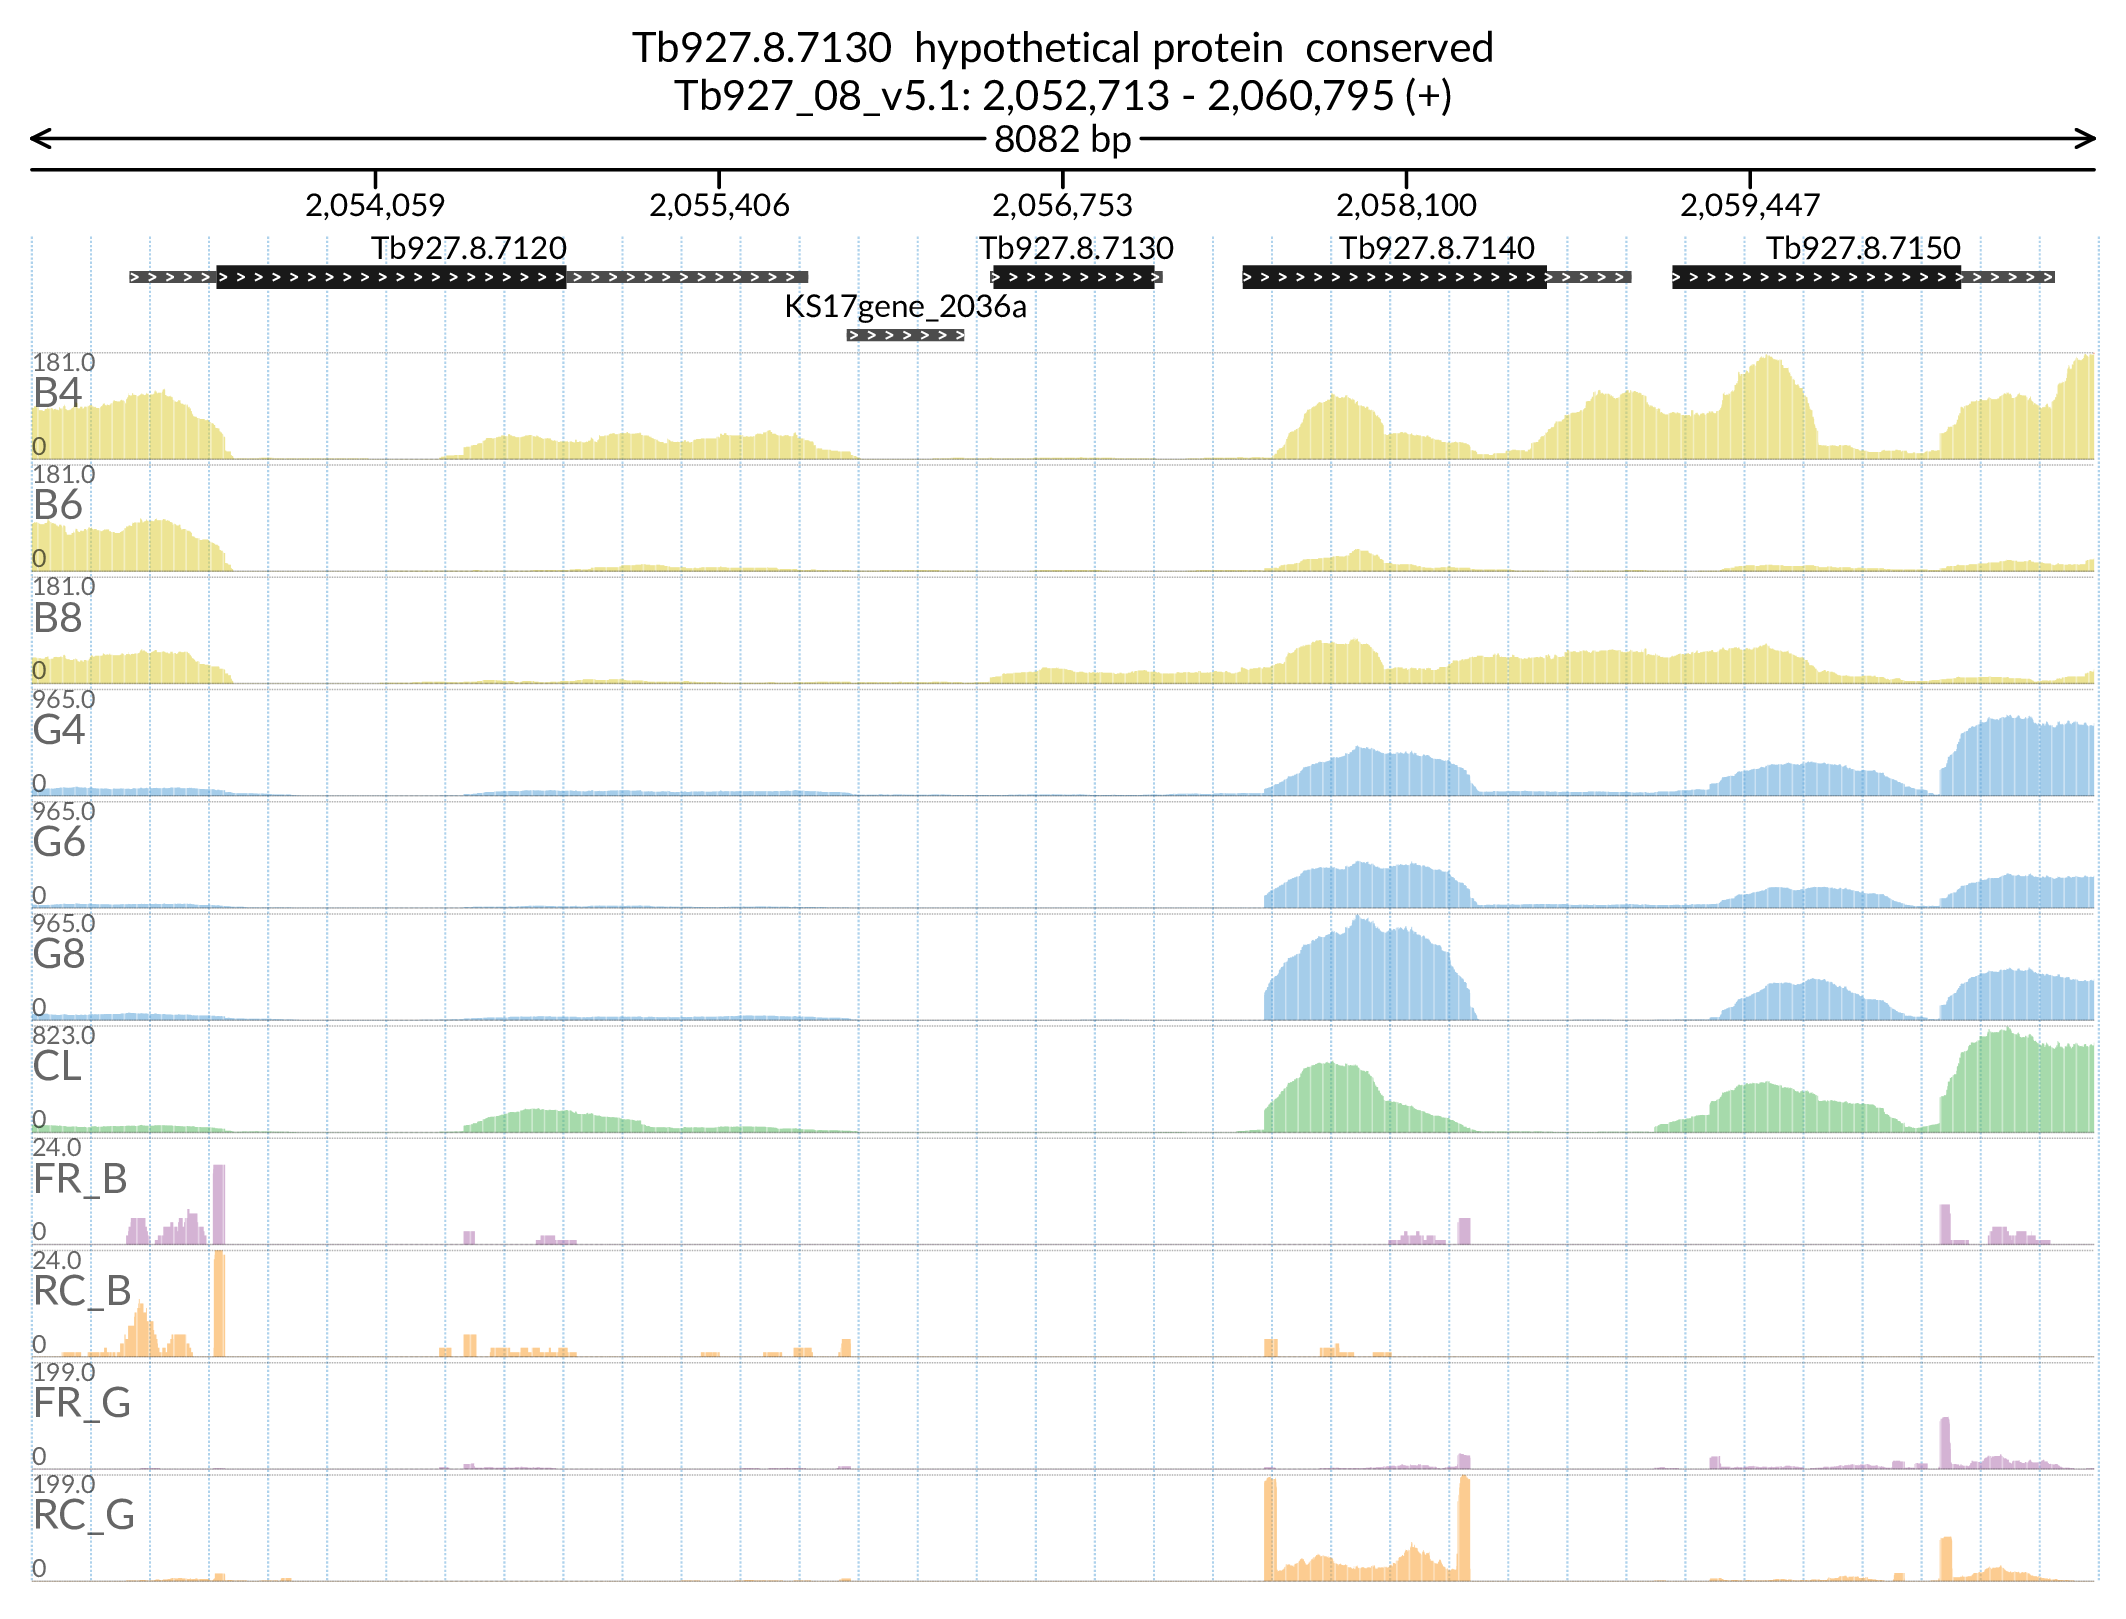 Tb927.8.7130  hypothetical protein  conserved
Tb927_08_v5.1: 2,052,713 - 2,060,795 (+)
8082 bp
2,054,059 2,055,406 2,056,753 2,058,100 2,059,447
Tb927.8.7120 Tb927.8.7130 Tb927.8.7140 Tb927.8.7150
KS17gene_2036a
181.0
B4
0
181.0
B6
0
181.0
B8
0
965.0
G4
0
965.0
G6
0
965.0
G8
0
823.0
CL
0
24.0
FR_B
0
24.0
RC_B
0
199.0
FR_G
0
199.0
RC_G
0